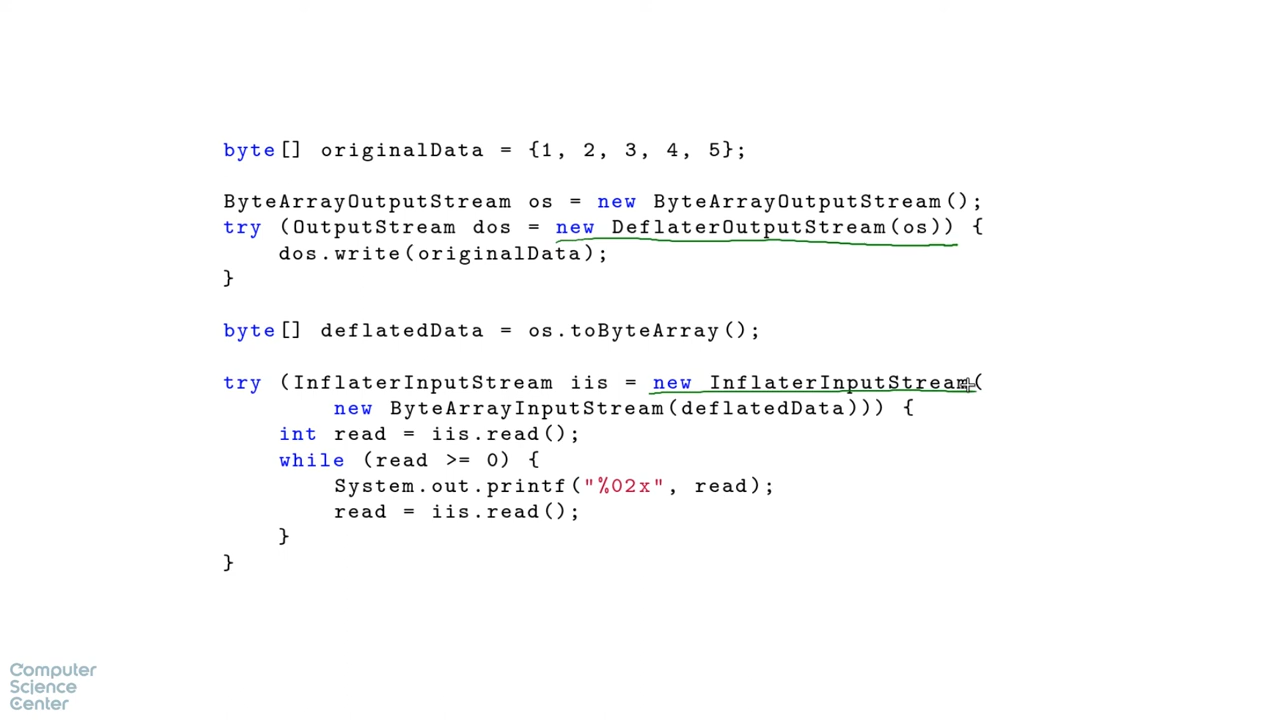 byte[] originalData = {1, 2, 3, 4, 5};
ByteArrayOutputStream os = new ByteArrayOutputStream();
try (OutputStream dos = new DeflaterOutputStream(os)) {
    dos.write(originalData);
}
byte[] deflatedData = os.toByteArray();
try (InflaterInputStream iis = new InflaterInputStream(
        new ByteArrayInputStream(deflatedData))) {
    int read = iis.read();
    while (read >= 0) {
        System.out.printf("%02x", read);
        read = iis.read();
    }
}
Computer
Science
Center